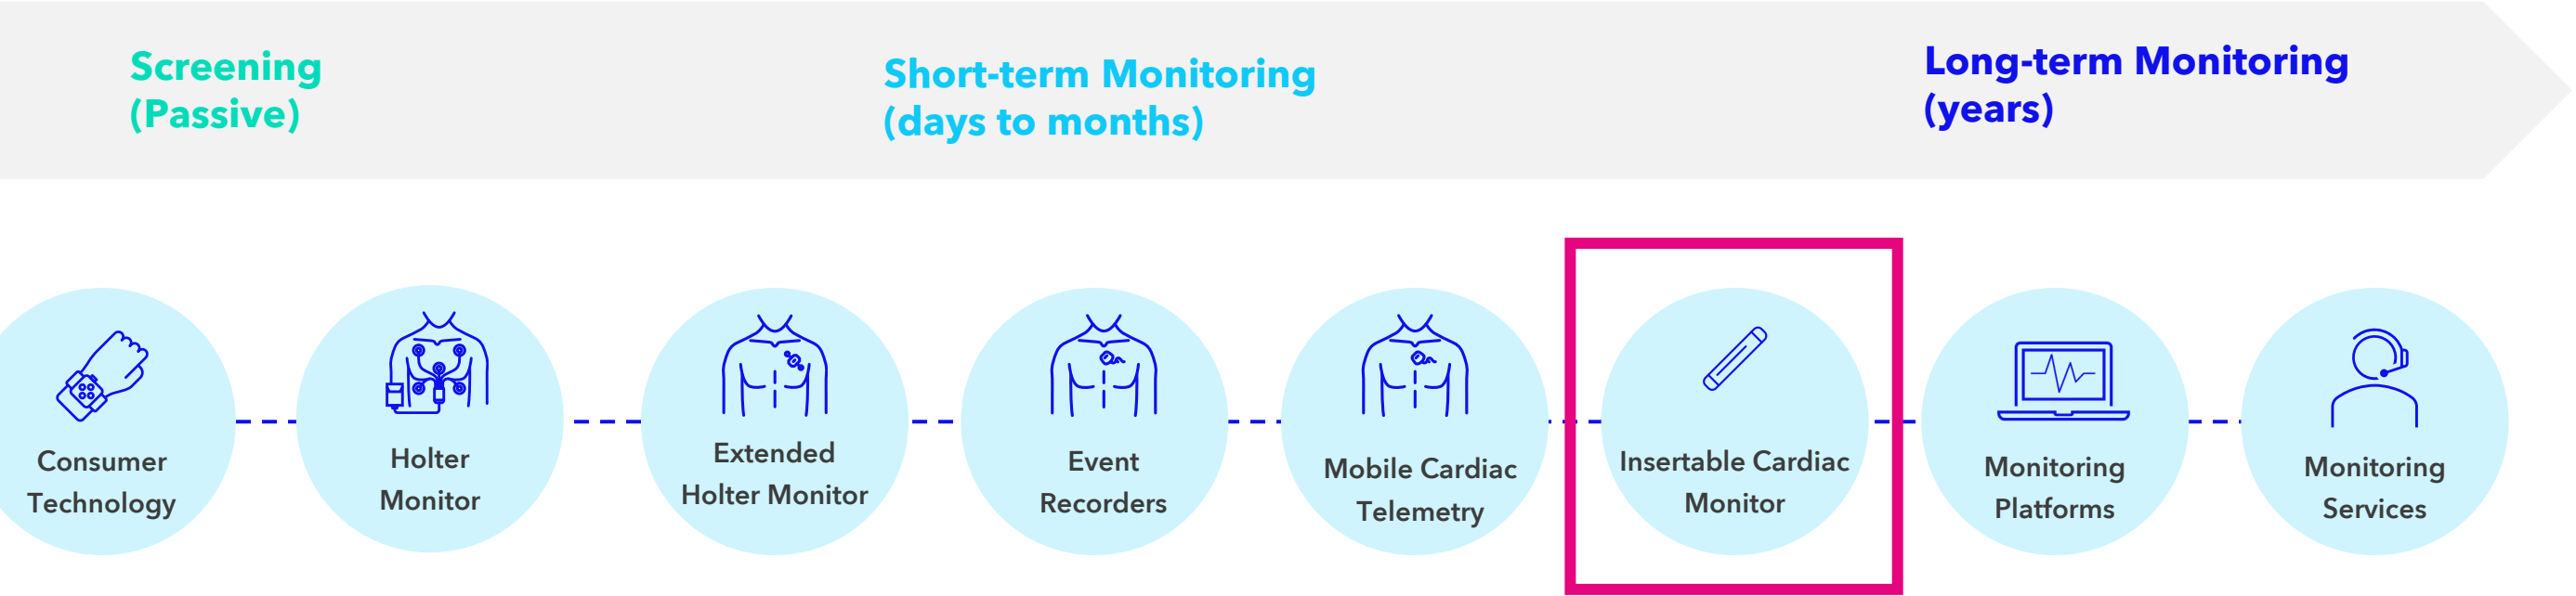 Screening
(Passive)
Short-term Monitoring
(days to months)
Long-term Monitoring
(years)
Consumer
Technology
Holter
Monitor
Extended
Holter Monitor
Event
Recorders
Mobile Cardiac
Telemetry
Insertable Cardiac
Monitor
Monitoring
Platforms
Monitoring
Services